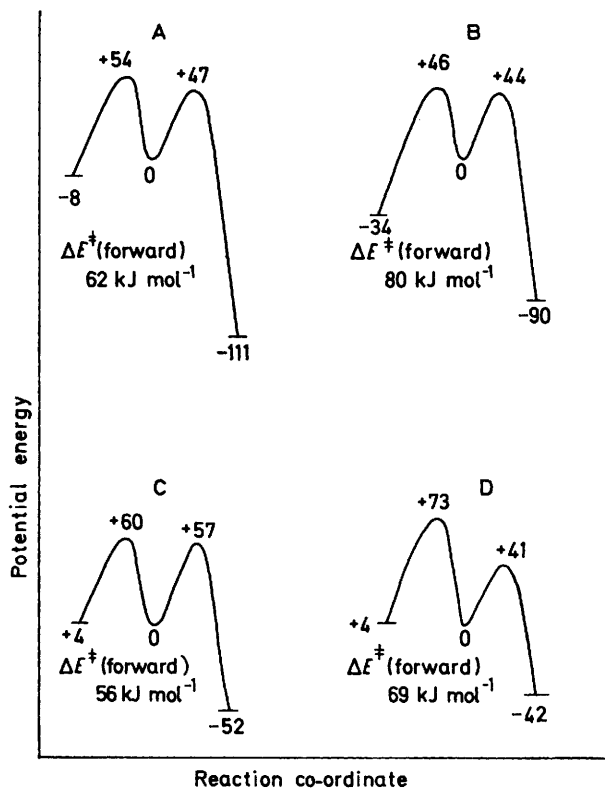 A
+54
+47
-8
0
ΔE‡(forward)
62 kJ mol⁻¹
-111
B
+46
+44
-34
0
ΔE‡(forward)
80 kJ mol⁻¹
-90
C
+60
+57
+4
0
ΔE‡(forward)
56 kJ mol⁻¹
-52
D
+73
+41
+4
0
ΔE‡(forward)
69 kJ mol⁻¹
-42
Potential energy
Reaction co-ordinate